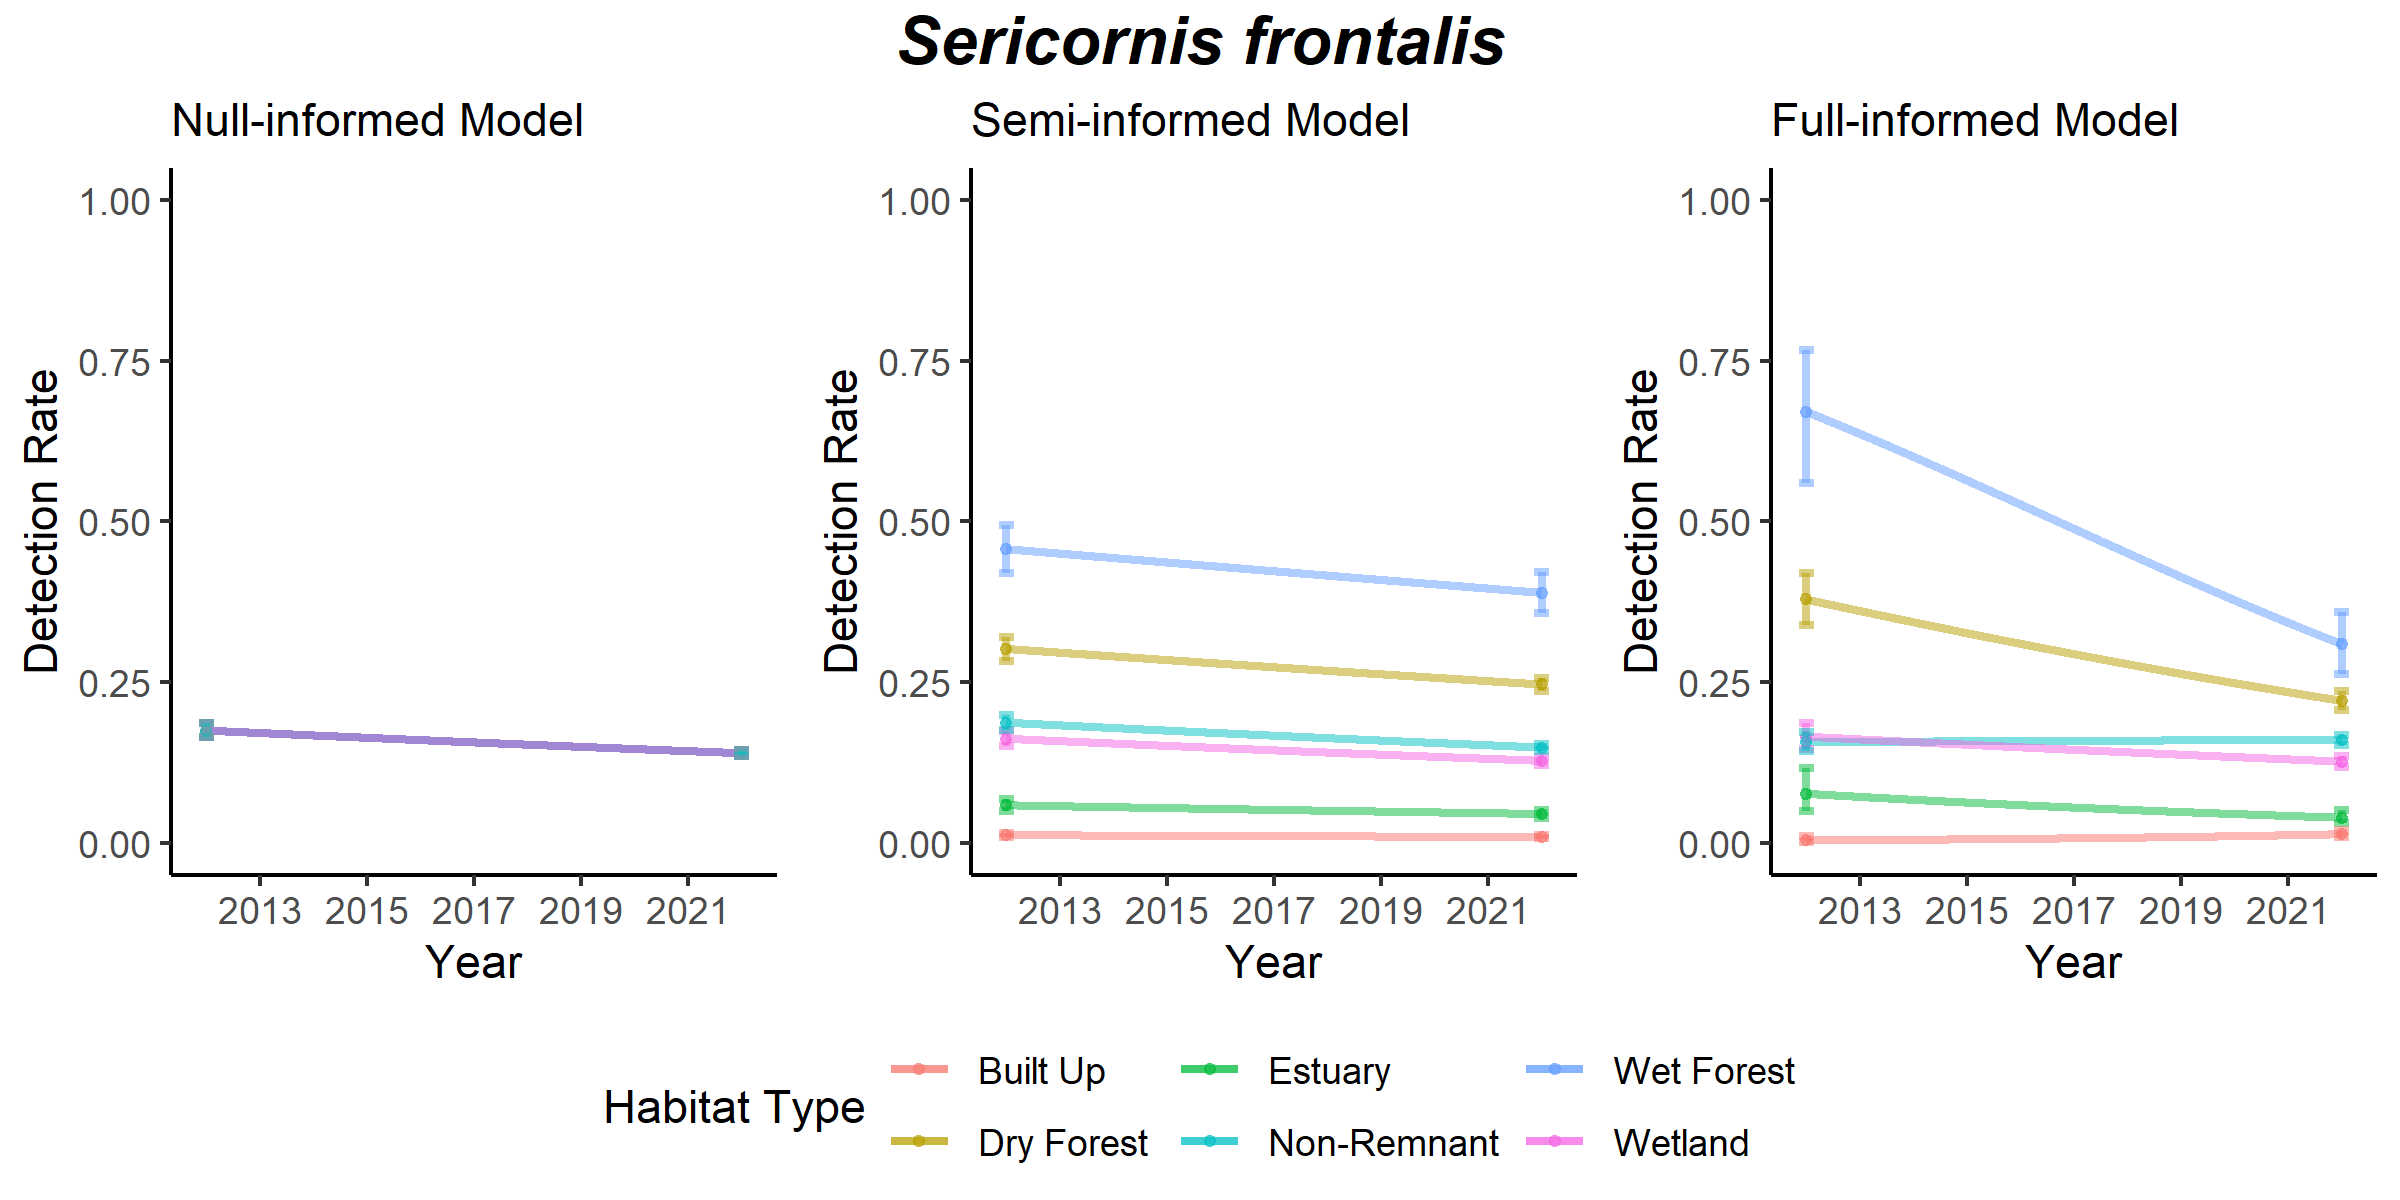 Sericornis frontalis
Null-informed Model
Semi-informed Model
Full-informed Model
Detection Rate
1.00
0.75
0.50
0.25
0.00
2013 2015 2017 2019 2021
Year
Detection Rate
1.00
0.75
0.50
0.25
0.00
2013 2015 2017 2019 2021
Year
Detection Rate
1.00
0.75
0.50
0.25
0.00
2013 2015 2017 2019 2021
Year
Habitat Type
Built Up
Estuary
Wet Forest
Dry Forest
Non-Remnant
Wetland